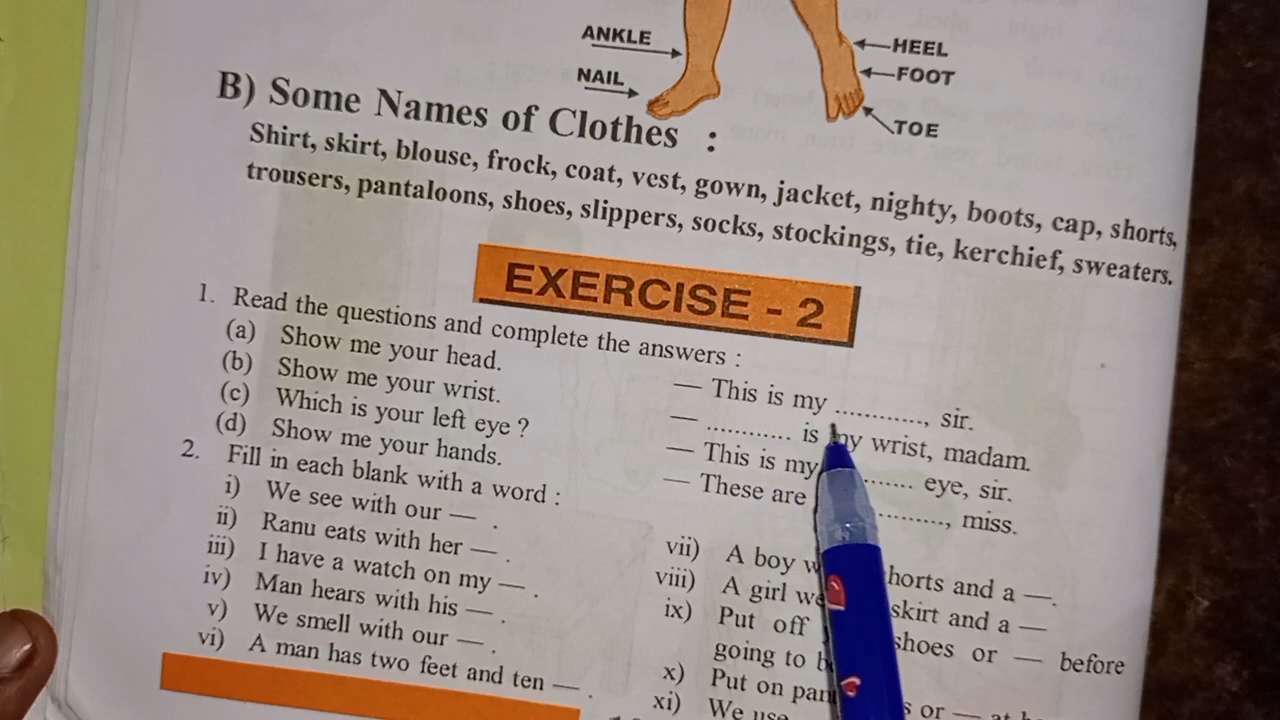 ANKLE
NAIL
HEEL
FOOT
TOE
B) Some Names of Clothes :
Shirt, skirt, blouse, frock, coat, vest, gown, jacket, nighty, boots, cap, shorts,
trousers, pantaloons, shoes, slippers, socks, stockings, tie, kerchief, sweaters.
EXERCISE - 2
1. Read the questions and complete the answers :
(a) Show me your head. — This is my ............, sir.
(b) Show me your wrist. — ............ is my wrist, madam.
(c) Which is your left eye ? — This is my ....... eye, sir.
(d) Show me your hands. — These are .........., miss.
2. Fill in each blank with a word :
i) We see with our — .
ii) Ranu eats with her — .
iii) I have a watch on my — .
iv) Man hears with his — .
v) We smell with our — .
vi) A man has two feet and ten — .
vii) A boy horts and a —.
viii) A girl skirt and a —
ix) Put off shoes or — before
going to
x) Put on or — at
xi) We use